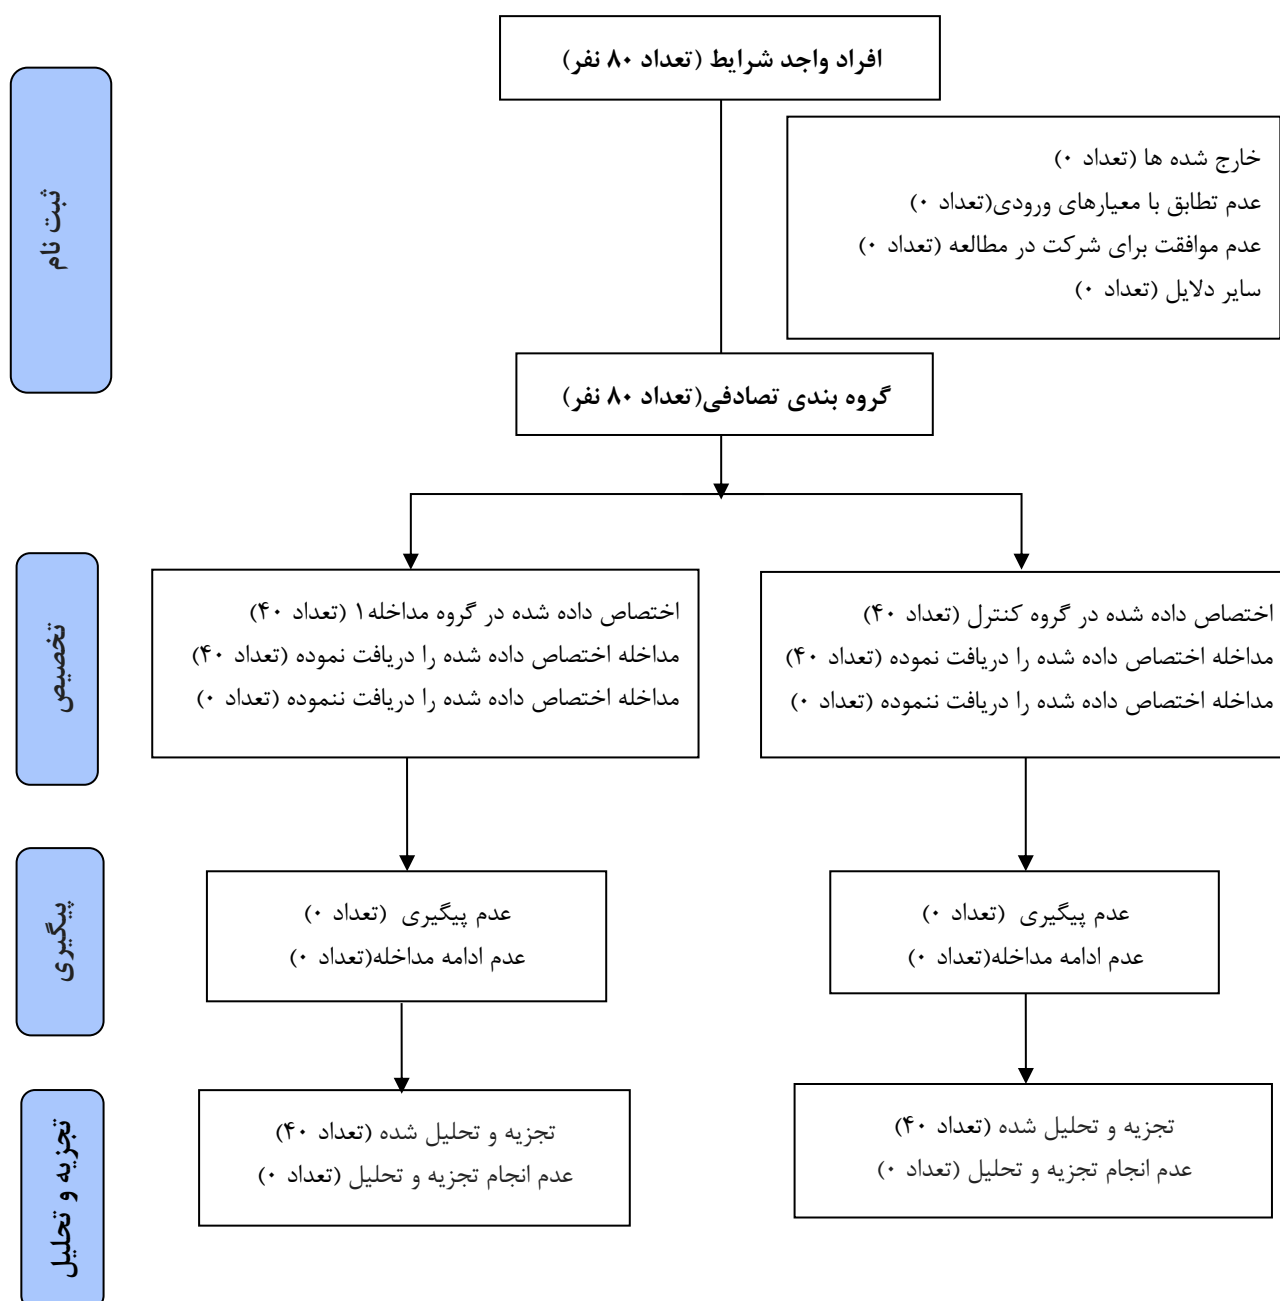 افراد واجد شرایط (تعداد ۸۰ نفر)
ثبت نام
خارج شده ها (تعداد ۰)
عدم تطابق با معیارهای ورودی(تعداد ۰)
عدم موافقت برای شرکت در مطالعه (تعداد ۰)
سایر دلایل (تعداد ۰)
گروه بندی تصادفی(تعداد ۸۰ نفر)
تخصیص
اختصاص داده شده در گروه کنترل (تعداد ۴۰)
مداخله اختصاص داده شده را دریافت نموده (تعداد ۴۰)
مداخله اختصاص داده شده را دریافت ننموده (تعداد ۰)
اختصاص داده شده در گروه مداخله۱ (تعداد ۴۰)
مداخله اختصاص داده شده را دریافت نموده (تعداد ۴۰)
مداخله اختصاص داده شده را دریافت ننموده (تعداد ۰)
پیگیری
عدم پیگیری (تعداد ۰)
عدم ادامه مداخله(تعداد ۰)
عدم پیگیری (تعداد ۰)
عدم ادامه مداخله(تعداد ۰)
تجزیه و تحلیل
تجزیه و تحلیل شده (تعداد ۴۰)
عدم انجام تجزیه و تحلیل (تعداد ۰)
تجزیه و تحلیل شده (تعداد ۴۰)
عدم انجام تجزیه و تحلیل (تعداد ۰)